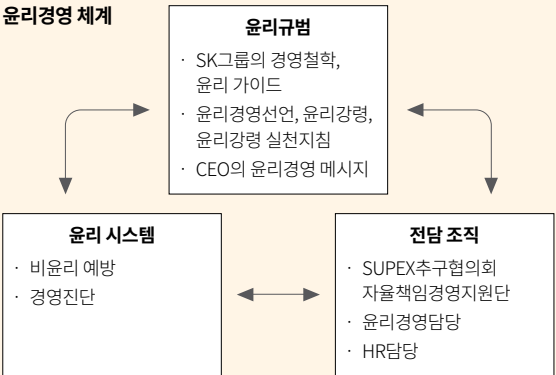 윤리경영 체계
윤리규범
· SK그룹의 경영철학,
윤리 가이드
· 윤리경영선언, 윤리강령,
윤리강령 실천지침
· CEO의 윤리경영 메시지
윤리 시스템
· 비윤리 예방
· 경영진단
전담 조직
· SUPEX추구협의회
자율책임경영지원단
· 윤리경영담당
· HR담당